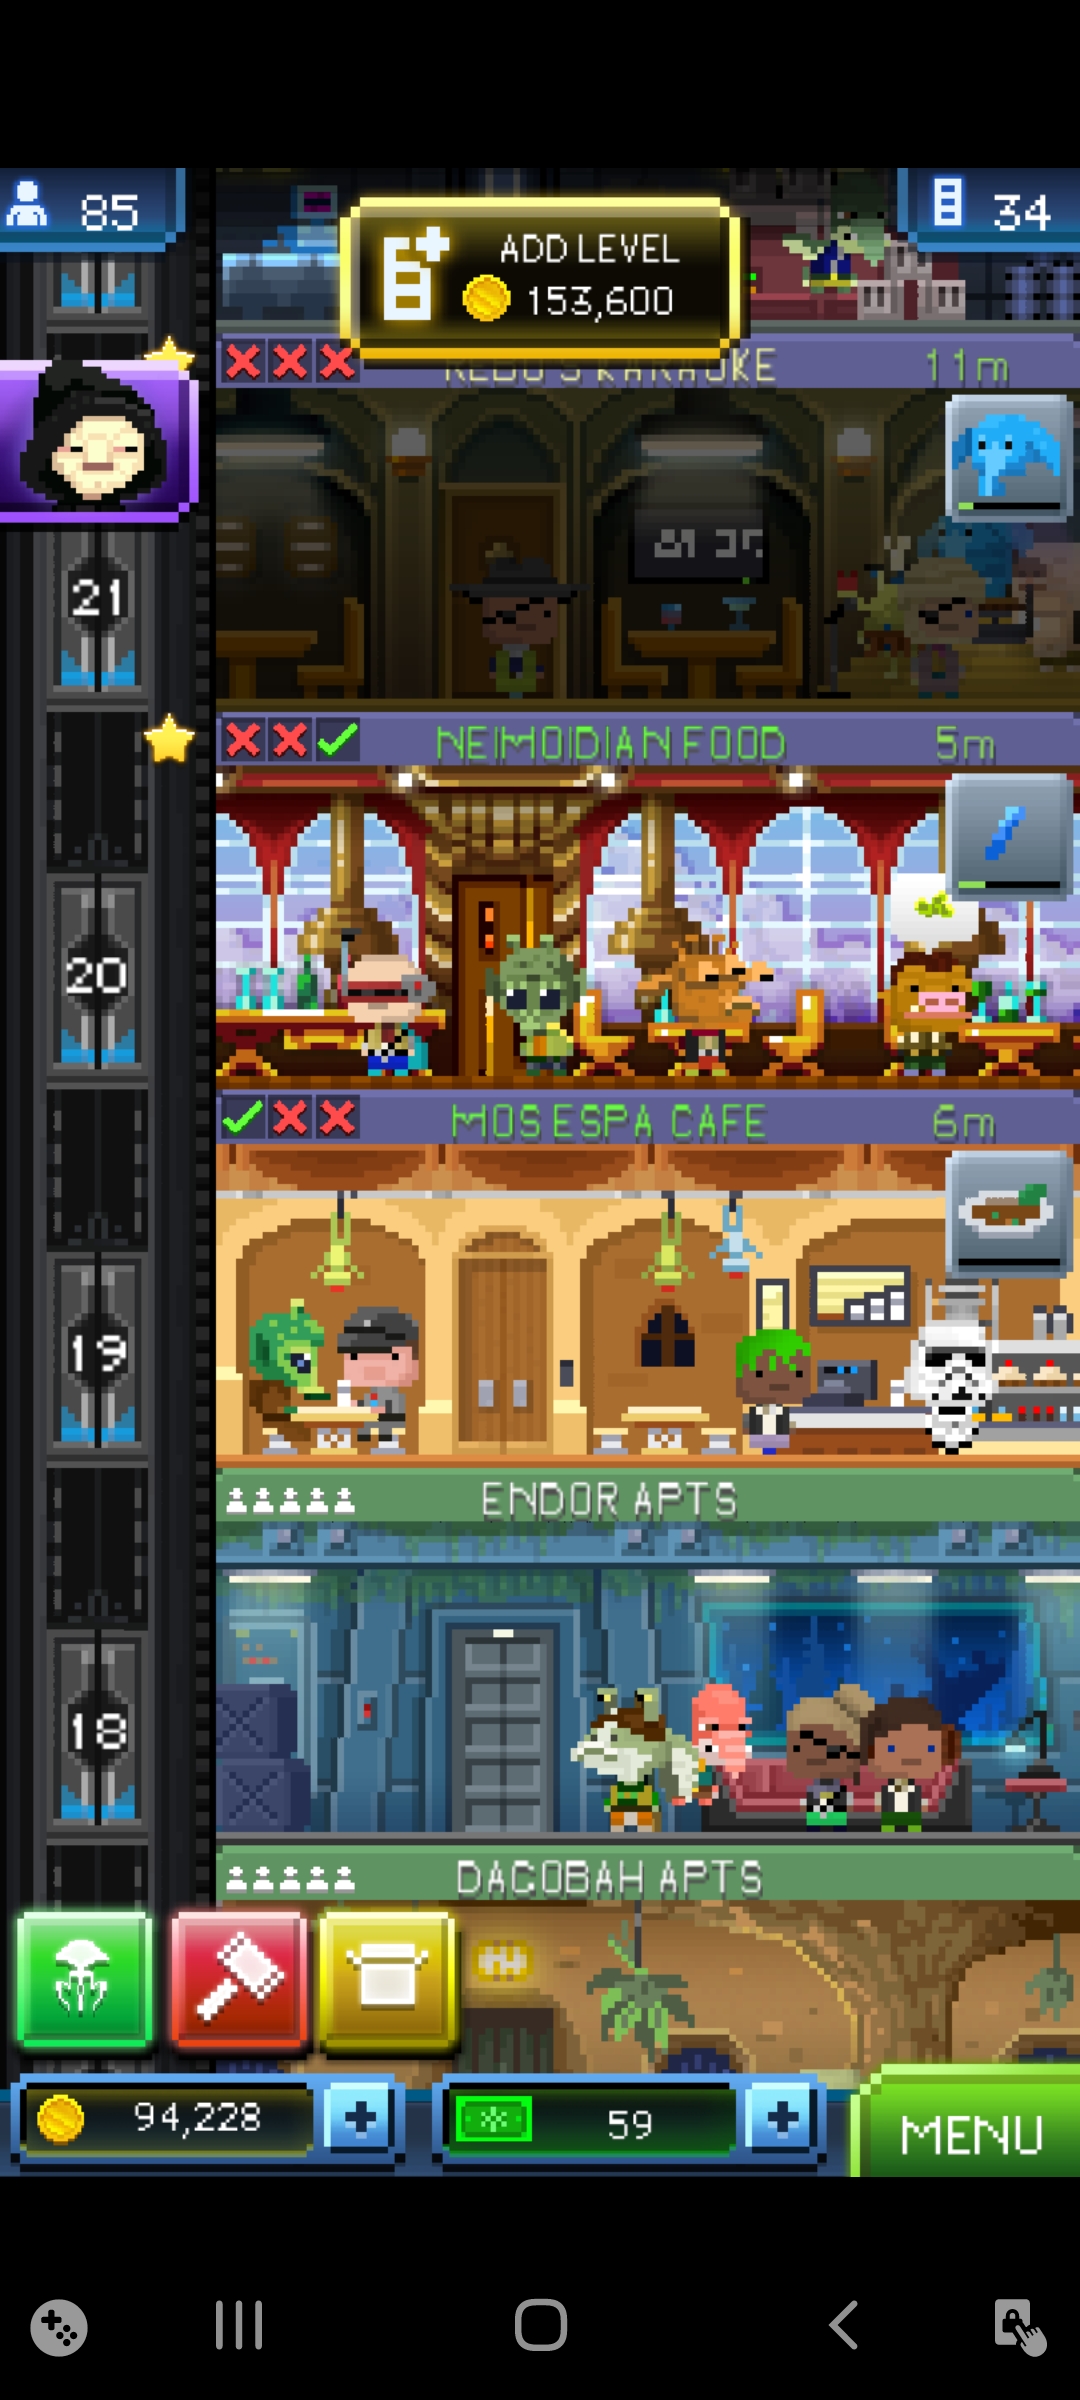 85
34
ADD LEVEL
153,600
KARAOKE
11m
21
NEIMOIDIAN FOOD
5m
20
MOS ESPA CAFE
6m
19
ENDOR APTS
18
DAGOBAH APTS
94,228
59
MENU